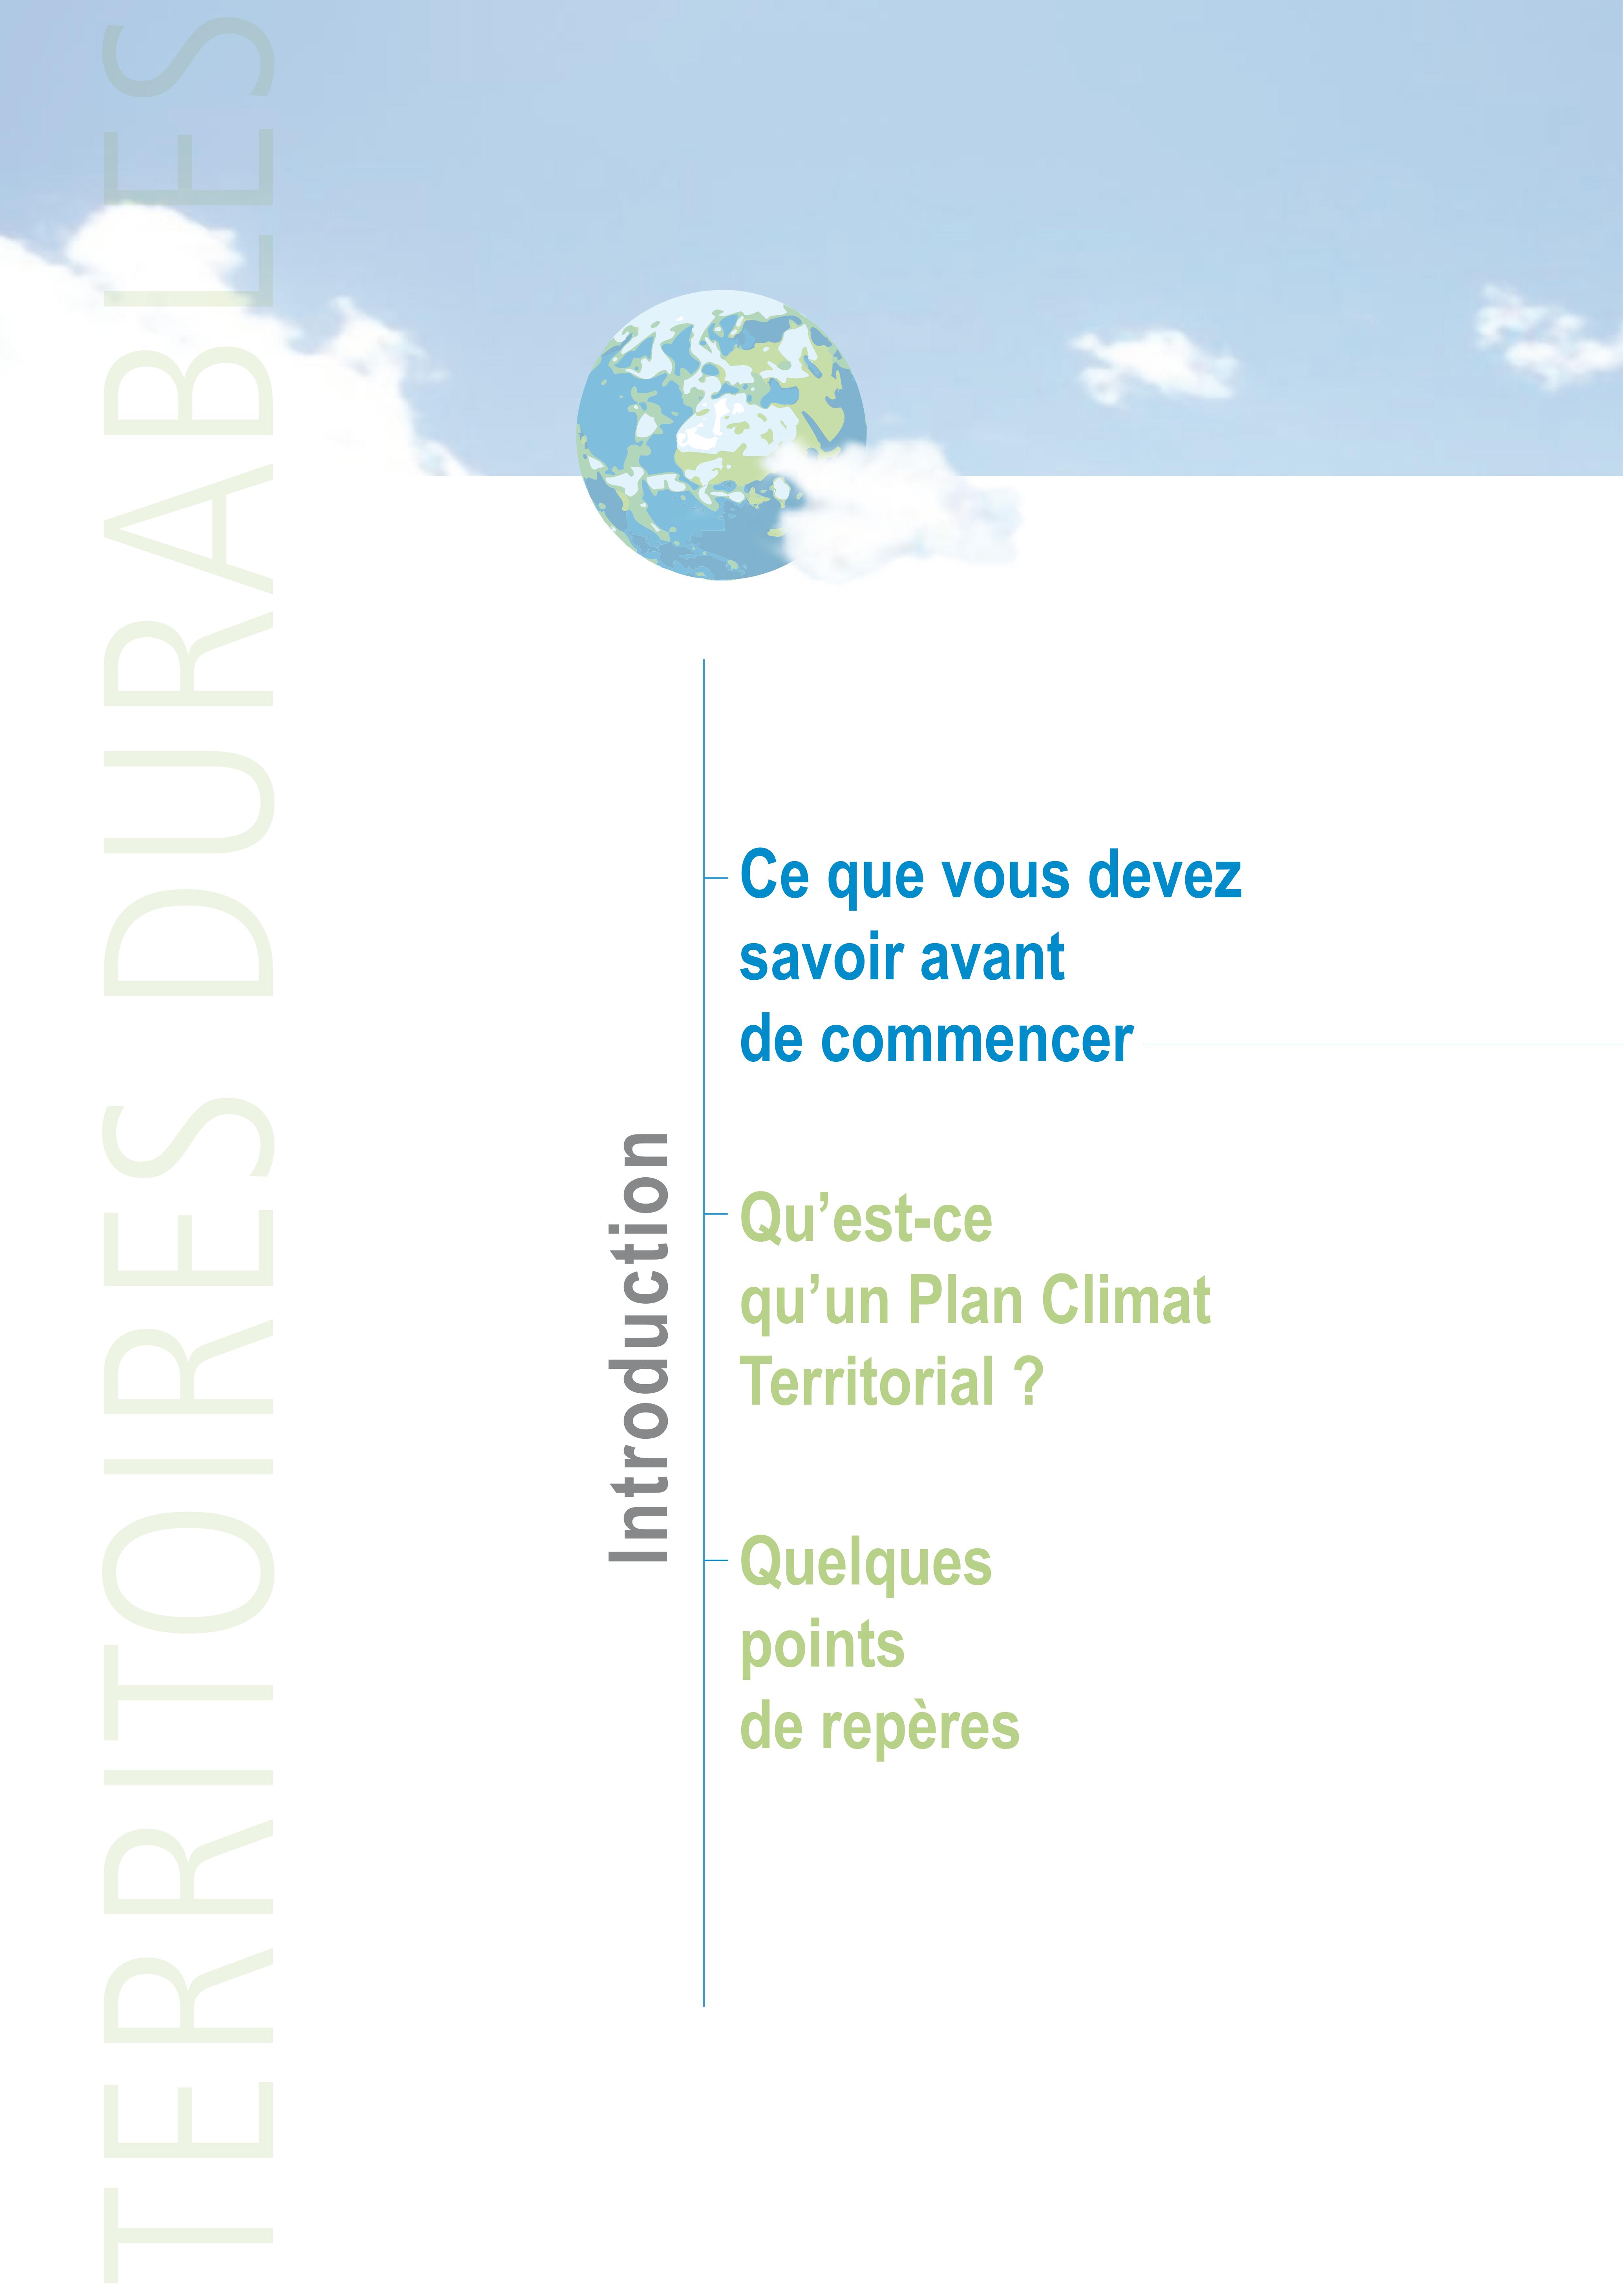 TERRITOIRES DURABLES
Introduction
Ce que vous devez
savoir avant
de commencer
Qu’est-ce
qu’un Plan Climat
Territorial ?
Quelques
points
de repères